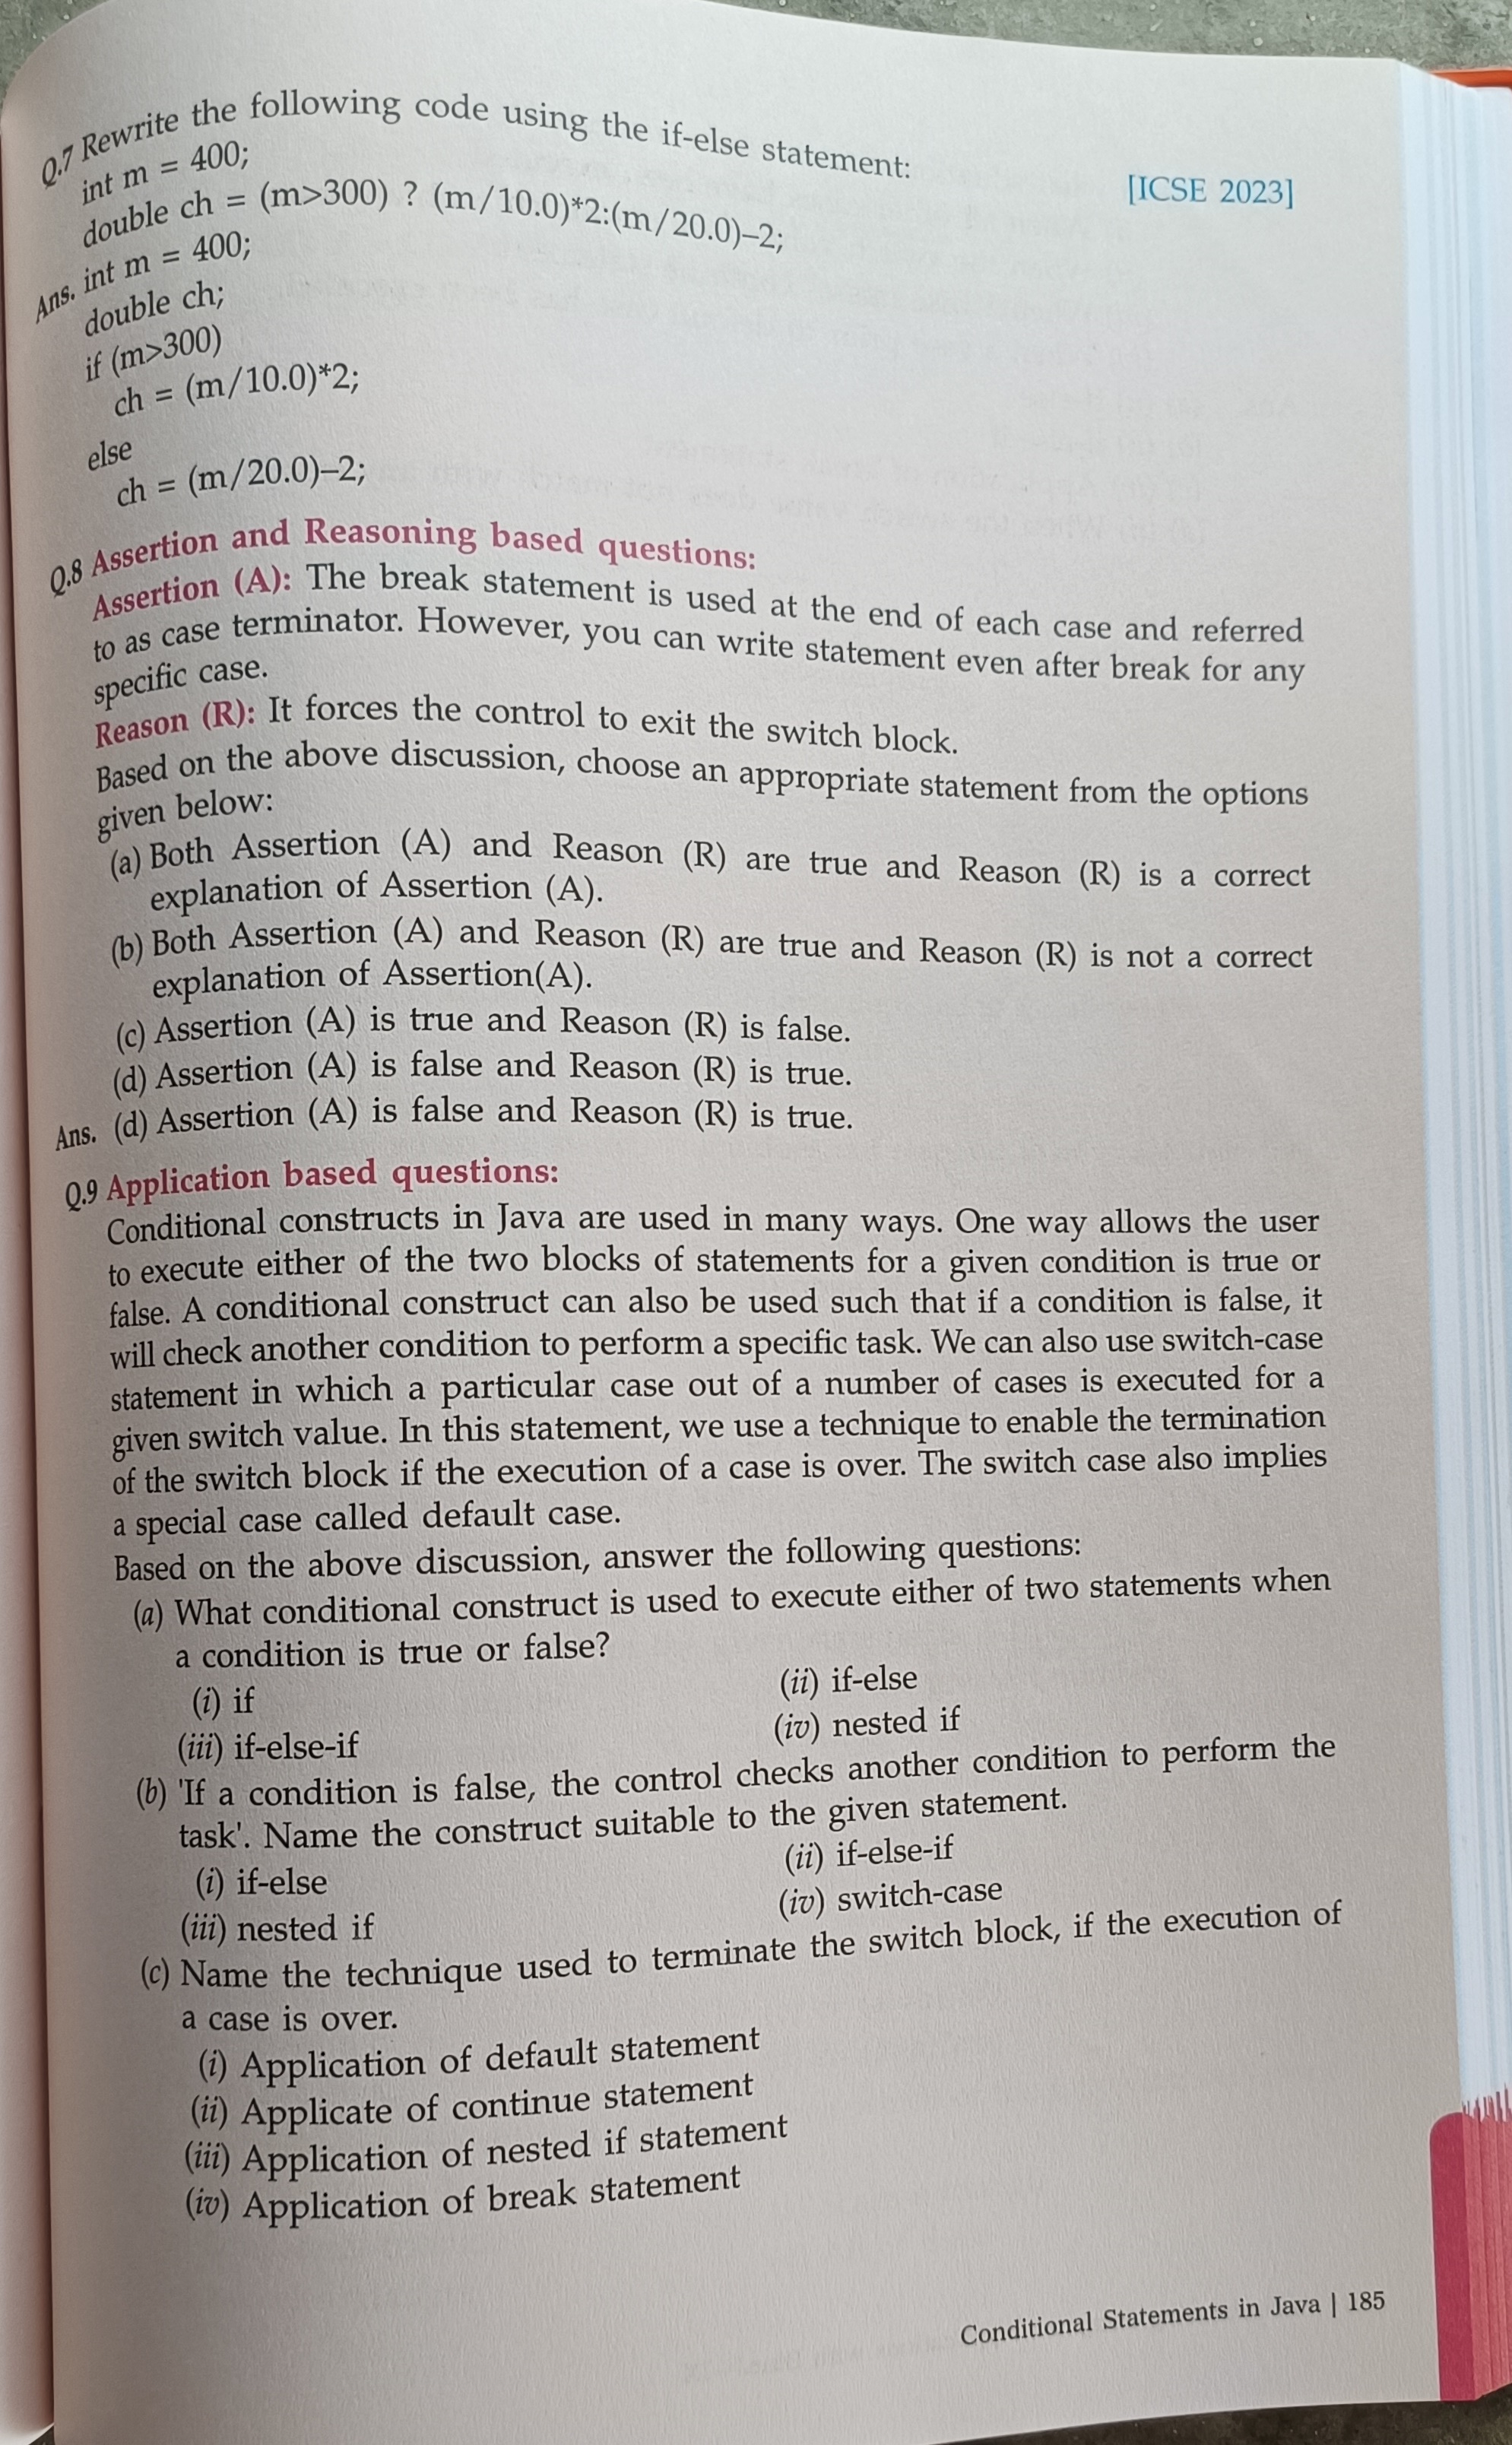 Q.7 Rewrite the following code using the if-else statement:
[ICSE 2023]
int m = 400;
double ch = (m>300) ? (m/10.0)*2:(m/20.0)–2;
Ans. int m = 400;
double ch;
if (m>300)
ch = (m/10.0)*2;
else
ch = (m/20.0)–2;
Q.8 Assertion and Reasoning based questions:
Assertion (A): The break statement is used at the end of each case and referred
to as case terminator. However, you can write statement even after break for any
specific case.
Reason (R): It forces the control to exit the switch block.
Based on the above discussion, choose an appropriate statement from the options
given below:
(a) Both Assertion (A) and Reason (R) are true and Reason (R) is a correct
explanation of Assertion (A).
(b) Both Assertion (A) and Reason (R) are true and Reason (R) is not a correct
explanation of Assertion(A).
(c) Assertion (A) is true and Reason (R) is false.
(d) Assertion (A) is false and Reason (R) is true.
Ans. (d) Assertion (A) is false and Reason (R) is true.
Q.9 Application based questions:
Conditional constructs in Java are used in many ways. One way allows the user
to execute either of the two blocks of statements for a given condition is true or
false. A conditional construct can also be used such that if a condition is false, it
will check another condition to perform a specific task. We can also use switch-case
statement in which a particular case out of a number of cases is executed for a
given switch value. In this statement, we use a technique to enable the termination
of the switch block if the execution of a case is over. The switch case also implies
a special case called default case.
Based on the above discussion, answer the following questions:
(a) What conditional construct is used to execute either of two statements when
a condition is true or false?
(i) if (ii) if-else
(iii) if-else-if (iv) nested if
(b) 'If a condition is false, the control checks another condition to perform the
task'. Name the construct suitable to the given statement.
(i) if-else (ii) if-else-if
(iii) nested if (iv) switch-case
(c) Name the technique used to terminate the switch block, if the execution of
a case is over.
(i) Application of default statement
(ii) Applicate of continue statement
(iii) Application of nested if statement
(iv) Application of break statement
Conditional Statements in Java | 185